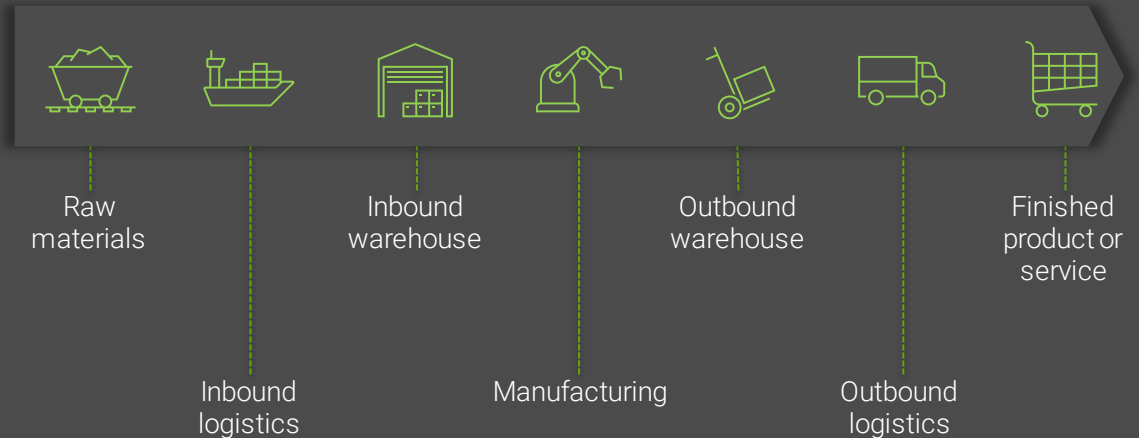 Raw
materials
Inbound
logistics
Inbound
warehouse
Manufacturing
Outbound
warehouse
Outbound
logistics
Finished
product or
service